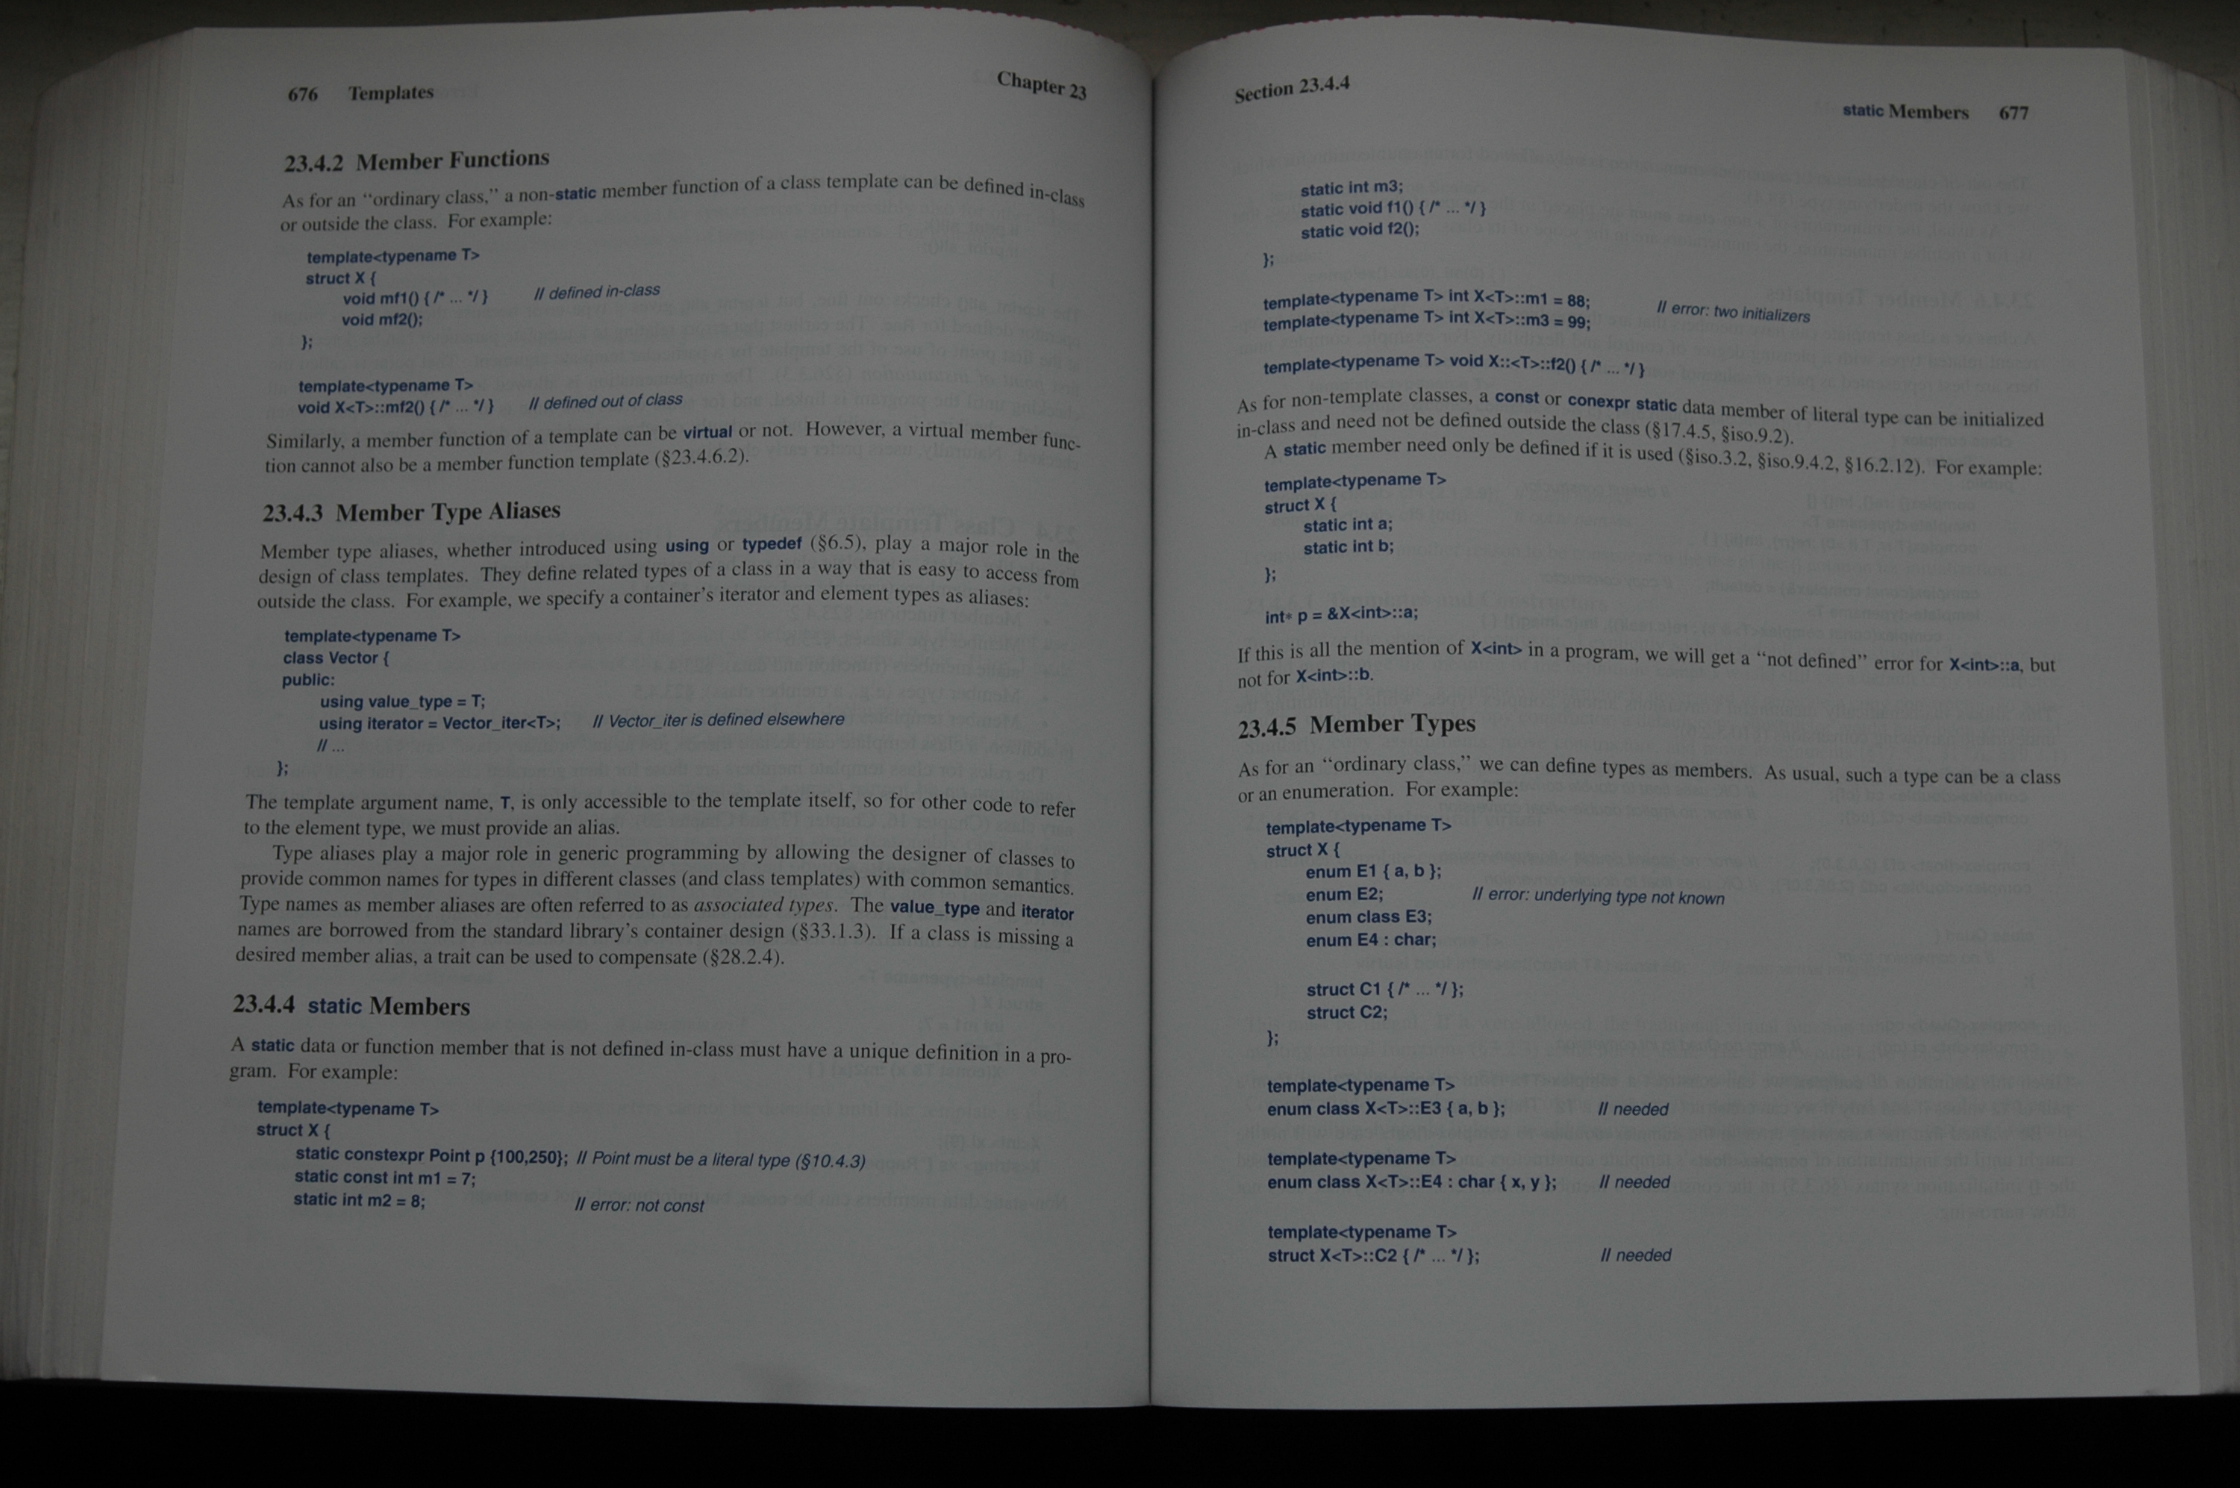 676 Templates Chapter 23
23.4.2 Member Functions
As for an “ordinary class,” a non-static member function of a class template can be defined in-class
or outside the class. For example:
template<typename T>
struct X {
void mf1() { /* ... */ } // defined in-class
void mf2();
};
template<typename T>
void X<T>::mf2() { /* ... */ } // defined out of class
Similarly, a member function of a template can be virtual or not. However, a virtual member func-
tion cannot also be a member function template (§23.4.6.2).
23.4.3 Member Type Aliases
Member type aliases, whether introduced using using or typedef (§6.5), play a major role in the
design of class templates. They define related types of a class in a way that is easy to access from
outside the class. For example, we specify a container’s iterator and element types as aliases:
template<typename T>
class Vector {
public:
using value_type = T;
using iterator = Vector_iter<T>; // Vector_iter is defined elsewhere
// ...
};
The template argument name, T, is only accessible to the template itself, so for other code to refer
to the element type, we must provide an alias.
Type aliases play a major role in generic programming by allowing the designer of classes to
provide common names for types in different classes (and class templates) with common semantics.
Type names as member aliases are often referred to as associated types. The value_type and iterator
names are borrowed from the standard library’s container design (§33.1.3). If a class is missing a
desired member alias, a trait can be used to compensate (§28.2.4).
23.4.4 static Members
A static data or function member that is not defined in-class must have a unique definition in a pro-
gram. For example:
template<typename T>
struct X {
static constexpr Point p {100,250}; // Point must be a literal type (§10.4.3)
static const int m1 = 7;
static int m2 = 8; // error: not const
Section 23.4.4 static Members 677
static int m3;
static void f1() { /* ... */ }
static void f2();
};
template<typename T> int X<T>::m1 = 88; // error: two initializers
template<typename T> int X<T>::m3 = 99;
template<typename T> void X::<T>::f2() { /* ... */ }
As for non-template classes, a const or conexpr static data member of literal type can be initialized
in-class and need not be defined outside the class (§17.4.5, §iso.9.2).
A static member need only be defined if it is used (§iso.3.2, §iso.9.4.2, §16.2.12). For example:
template<typename T>
struct X {
static int a;
static int b;
};
int* p = &X<int>::a;
If this is all the mention of X<int> in a program, we will get a “not defined” error for X<int>::a, but
not for X<int>::b.
23.4.5 Member Types
As for an “ordinary class,” we can define types as members. As usual, such a type can be a class
or an enumeration. For example:
template<typename T>
struct X {
enum E1 { a, b };
enum E2; // error: underlying type not known
enum class E3;
enum E4 : char;
struct C1 { /* ... */ };
struct C2;
};
template<typename T>
enum class X<T>::E3 { a, b }; // needed
template<typename T>
enum class X<T>::E4 : char { x, y }; // needed
template<typename T>
struct X<T>::C2 { /* ... */ }; // needed